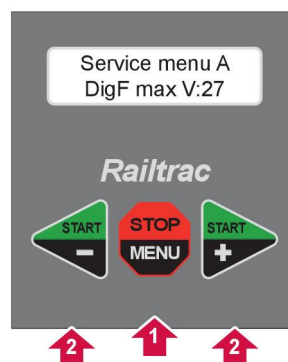 Service menu A
DigF max V:27
Railtrac
START
-
STOP
MENU
START
+
2
1
2